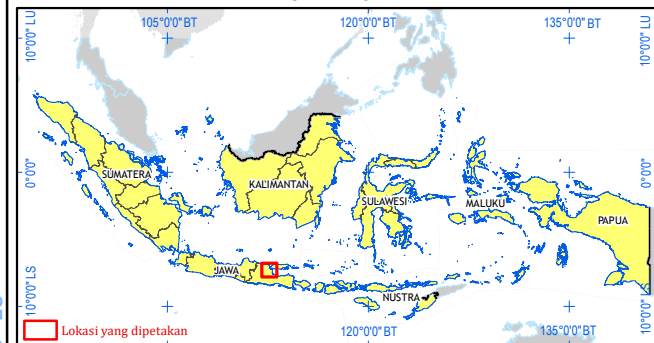 105°0'0"BT 120°0'0"BT 135°0'0"BT
10°0'0" LU 10°0'0" LU
SUMATERA
KALIMANTAN
SULAWESI
MALUKU
PAPUA
0°0'0" 0°0'0"
JAWA
NUSTRA
10°0'0"LS 10°0'0"LS
Lokasi yang dipetakan
120°0'0"BT 135°0'0"BT